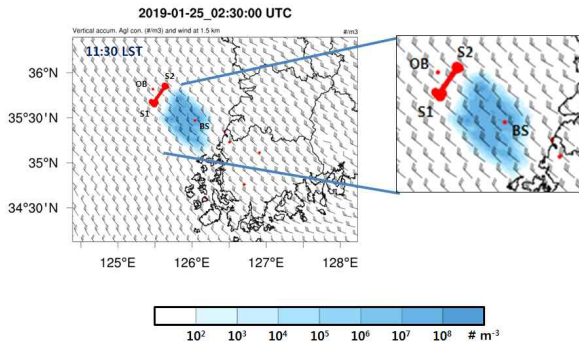 2019-01-25_02:30:00 UTC
Vertical accum. AgI con. (#/m3) and wind at 1.5 km #/m3
11:30 LST
36°N
35°30'N
35°N
34°30'N
OB
S2
S1
BS
125°E 126°E 127°E 128°E
OB
S2
S1
BS
10² 10³ 10⁴ 10⁵ 10⁶ 10⁷ 10⁸ # m⁻³